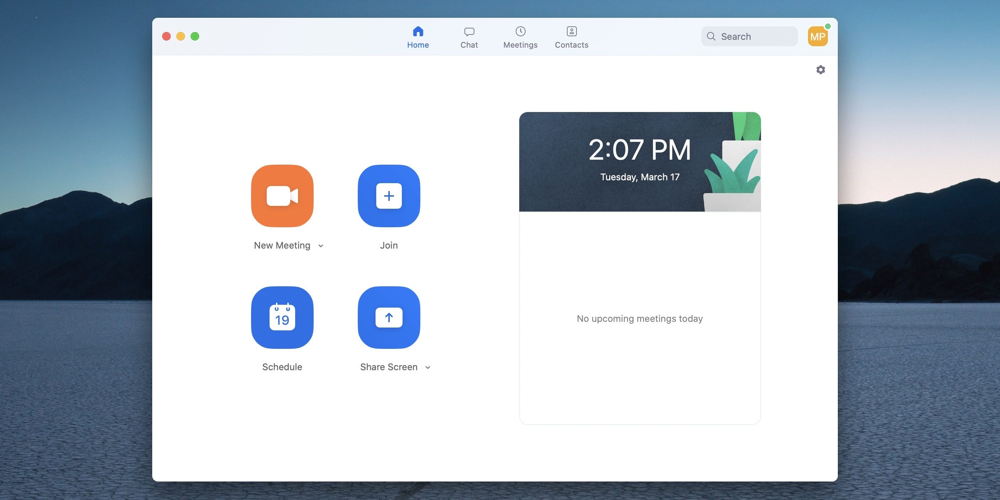 Home
Chat
Meetings
Contacts
Search
MP
2:07 PM
Tuesday, March 17
New Meeting
Join
19
Schedule
Share Screen
No upcoming meetings today